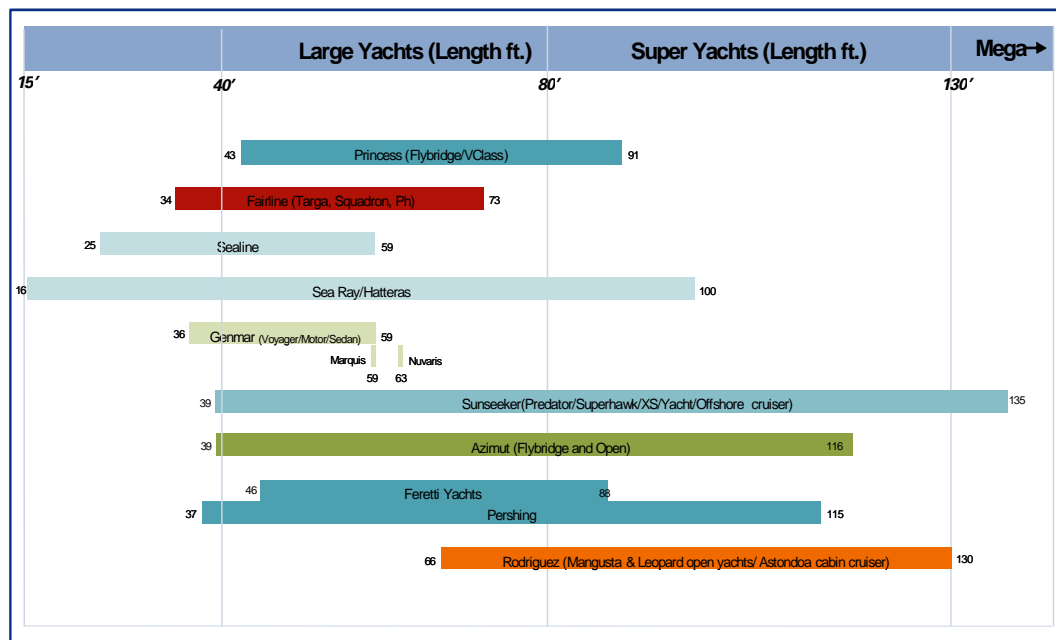 Large Yachts (Length ft.) Super Yachts (Length ft.) Mega→
15′ 40′ 80′ 130′
43 Princess (Flybridge/VClass) 91
34 Fairline (Targa, Squadron, Ph) 73
25 Sealine 59
16 Sea Ray/Hatteras 100
36 Genmar (Voyager/Motor/Sedan) 59
Marquis Nuvaris
59 63
39 Sunseeker(Predator/Superhawk/XS/Yacht/Offshore cruiser) 135
39 Azimut (Flybridge and Open) 116
46 Feretti Yachts 88
37 Pershing 115
66 Rodriguez (Mangusta & Leopard open yachts/ Astondoa cabin cruiser) 130